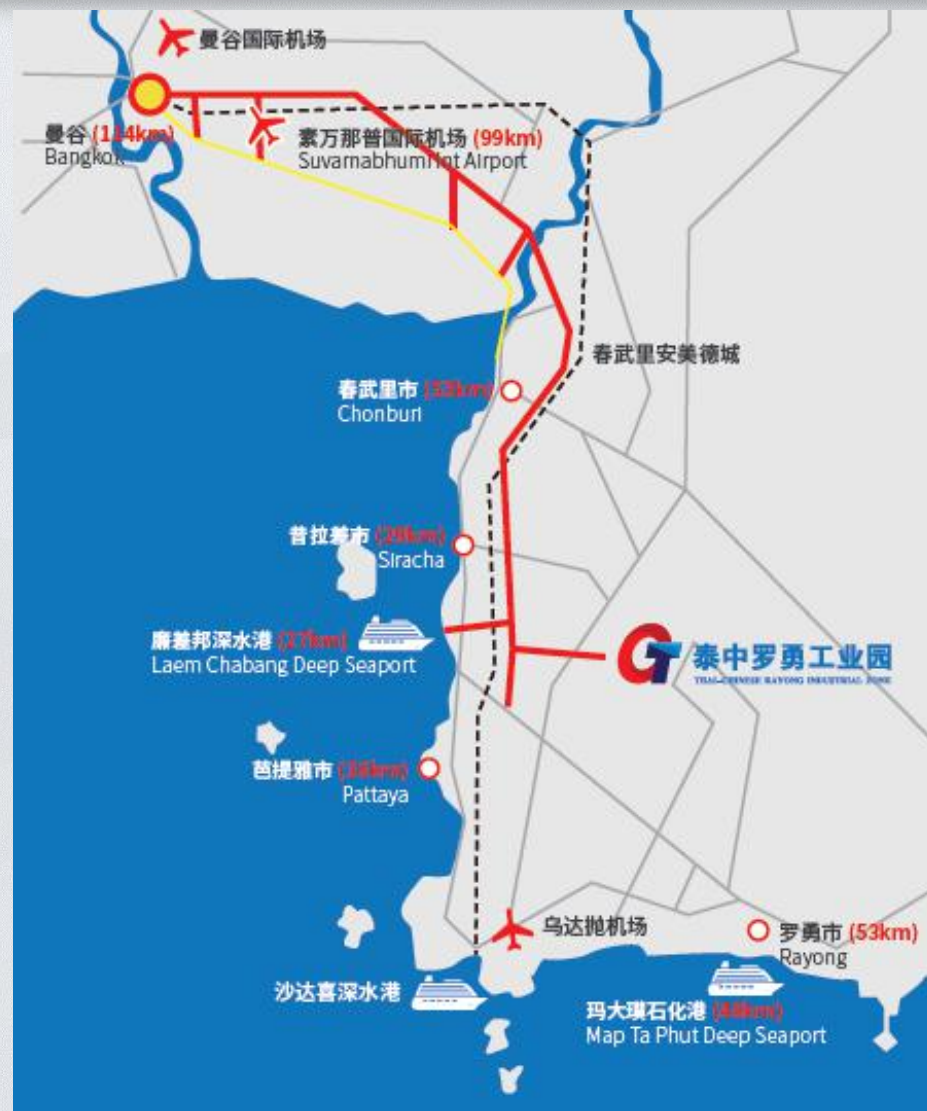 曼谷国际机场
曼谷 (114km)
Bangkok
素万那普国际机场 (99km)
Suvarnabhumi Int Airport
春武里安美德城
春武里市
Chonburi
昔拉差市 (29km)
Siracha
廉差邦深水港 (27km)
Laem Chabang Deep Seaport
泰中罗勇工业园
THAI-CHINESE RAYONG INDUSTRIAL ZONE
芭提雅市
Pattaya
乌达抛机场
罗勇市 (53km)
Rayong
沙达喜深水港
玛大璞石化港
Map Ta Phut Deep Seaport